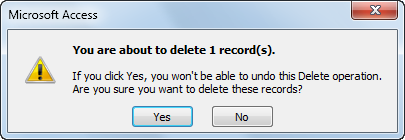 Microsoft Access
You are about to delete 1 record(s).
If you click Yes, you won't be able to undo this Delete operation.
Are you sure you want to delete these records?
Yes No